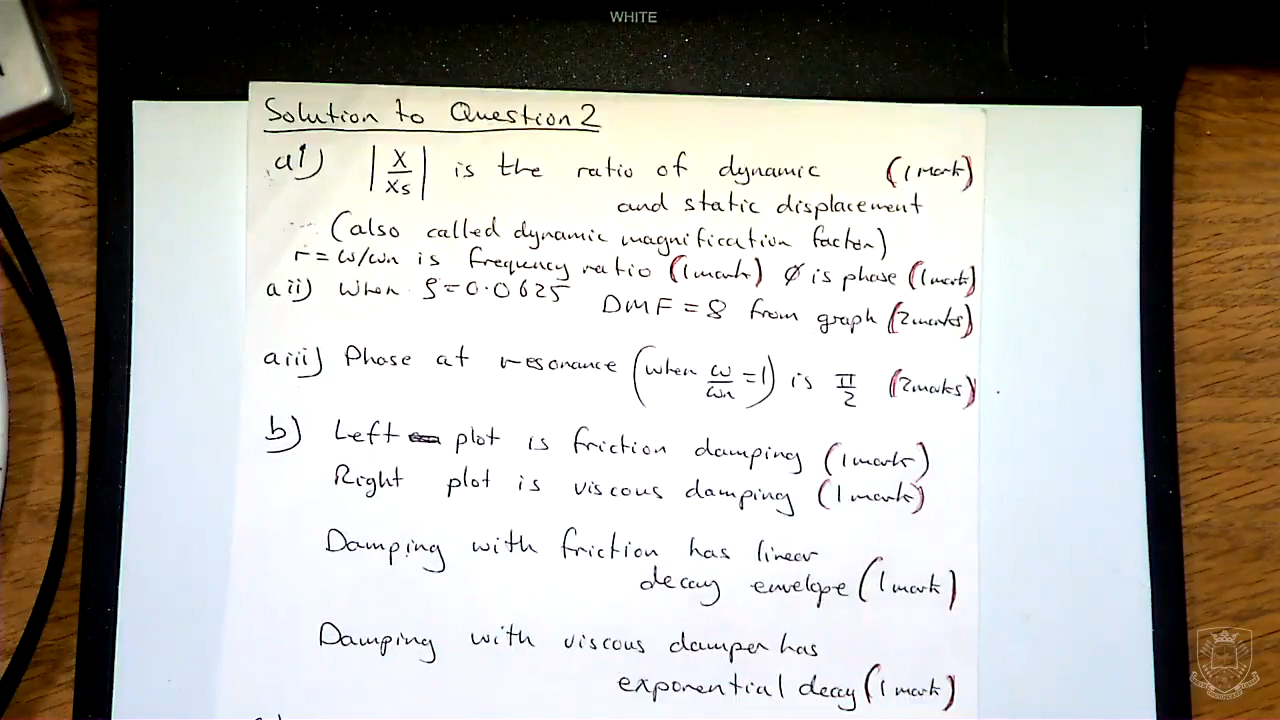 WHITE
Solution to Question 2
ai) |X/Xs| is the ratio of dynamic (1 mark)
and static displacement
(also called dynamic magnification factor)
r = ω/ωn is frequency ratio (1 mark) φ is phase (1 mark)
aii) When ζ=0.0625 DMF = 8 from graph (2 marks)
aiii) Phase at resonance (when ω/ωn =1) is π/2 (2 marks)
b) Left plot is friction damping (1 mark)
Right plot is viscous damping (1 mark)
Damping with friction has linear
decay envelope (1 mark)
Damping with viscous damper has
exponential decay (1 mark)